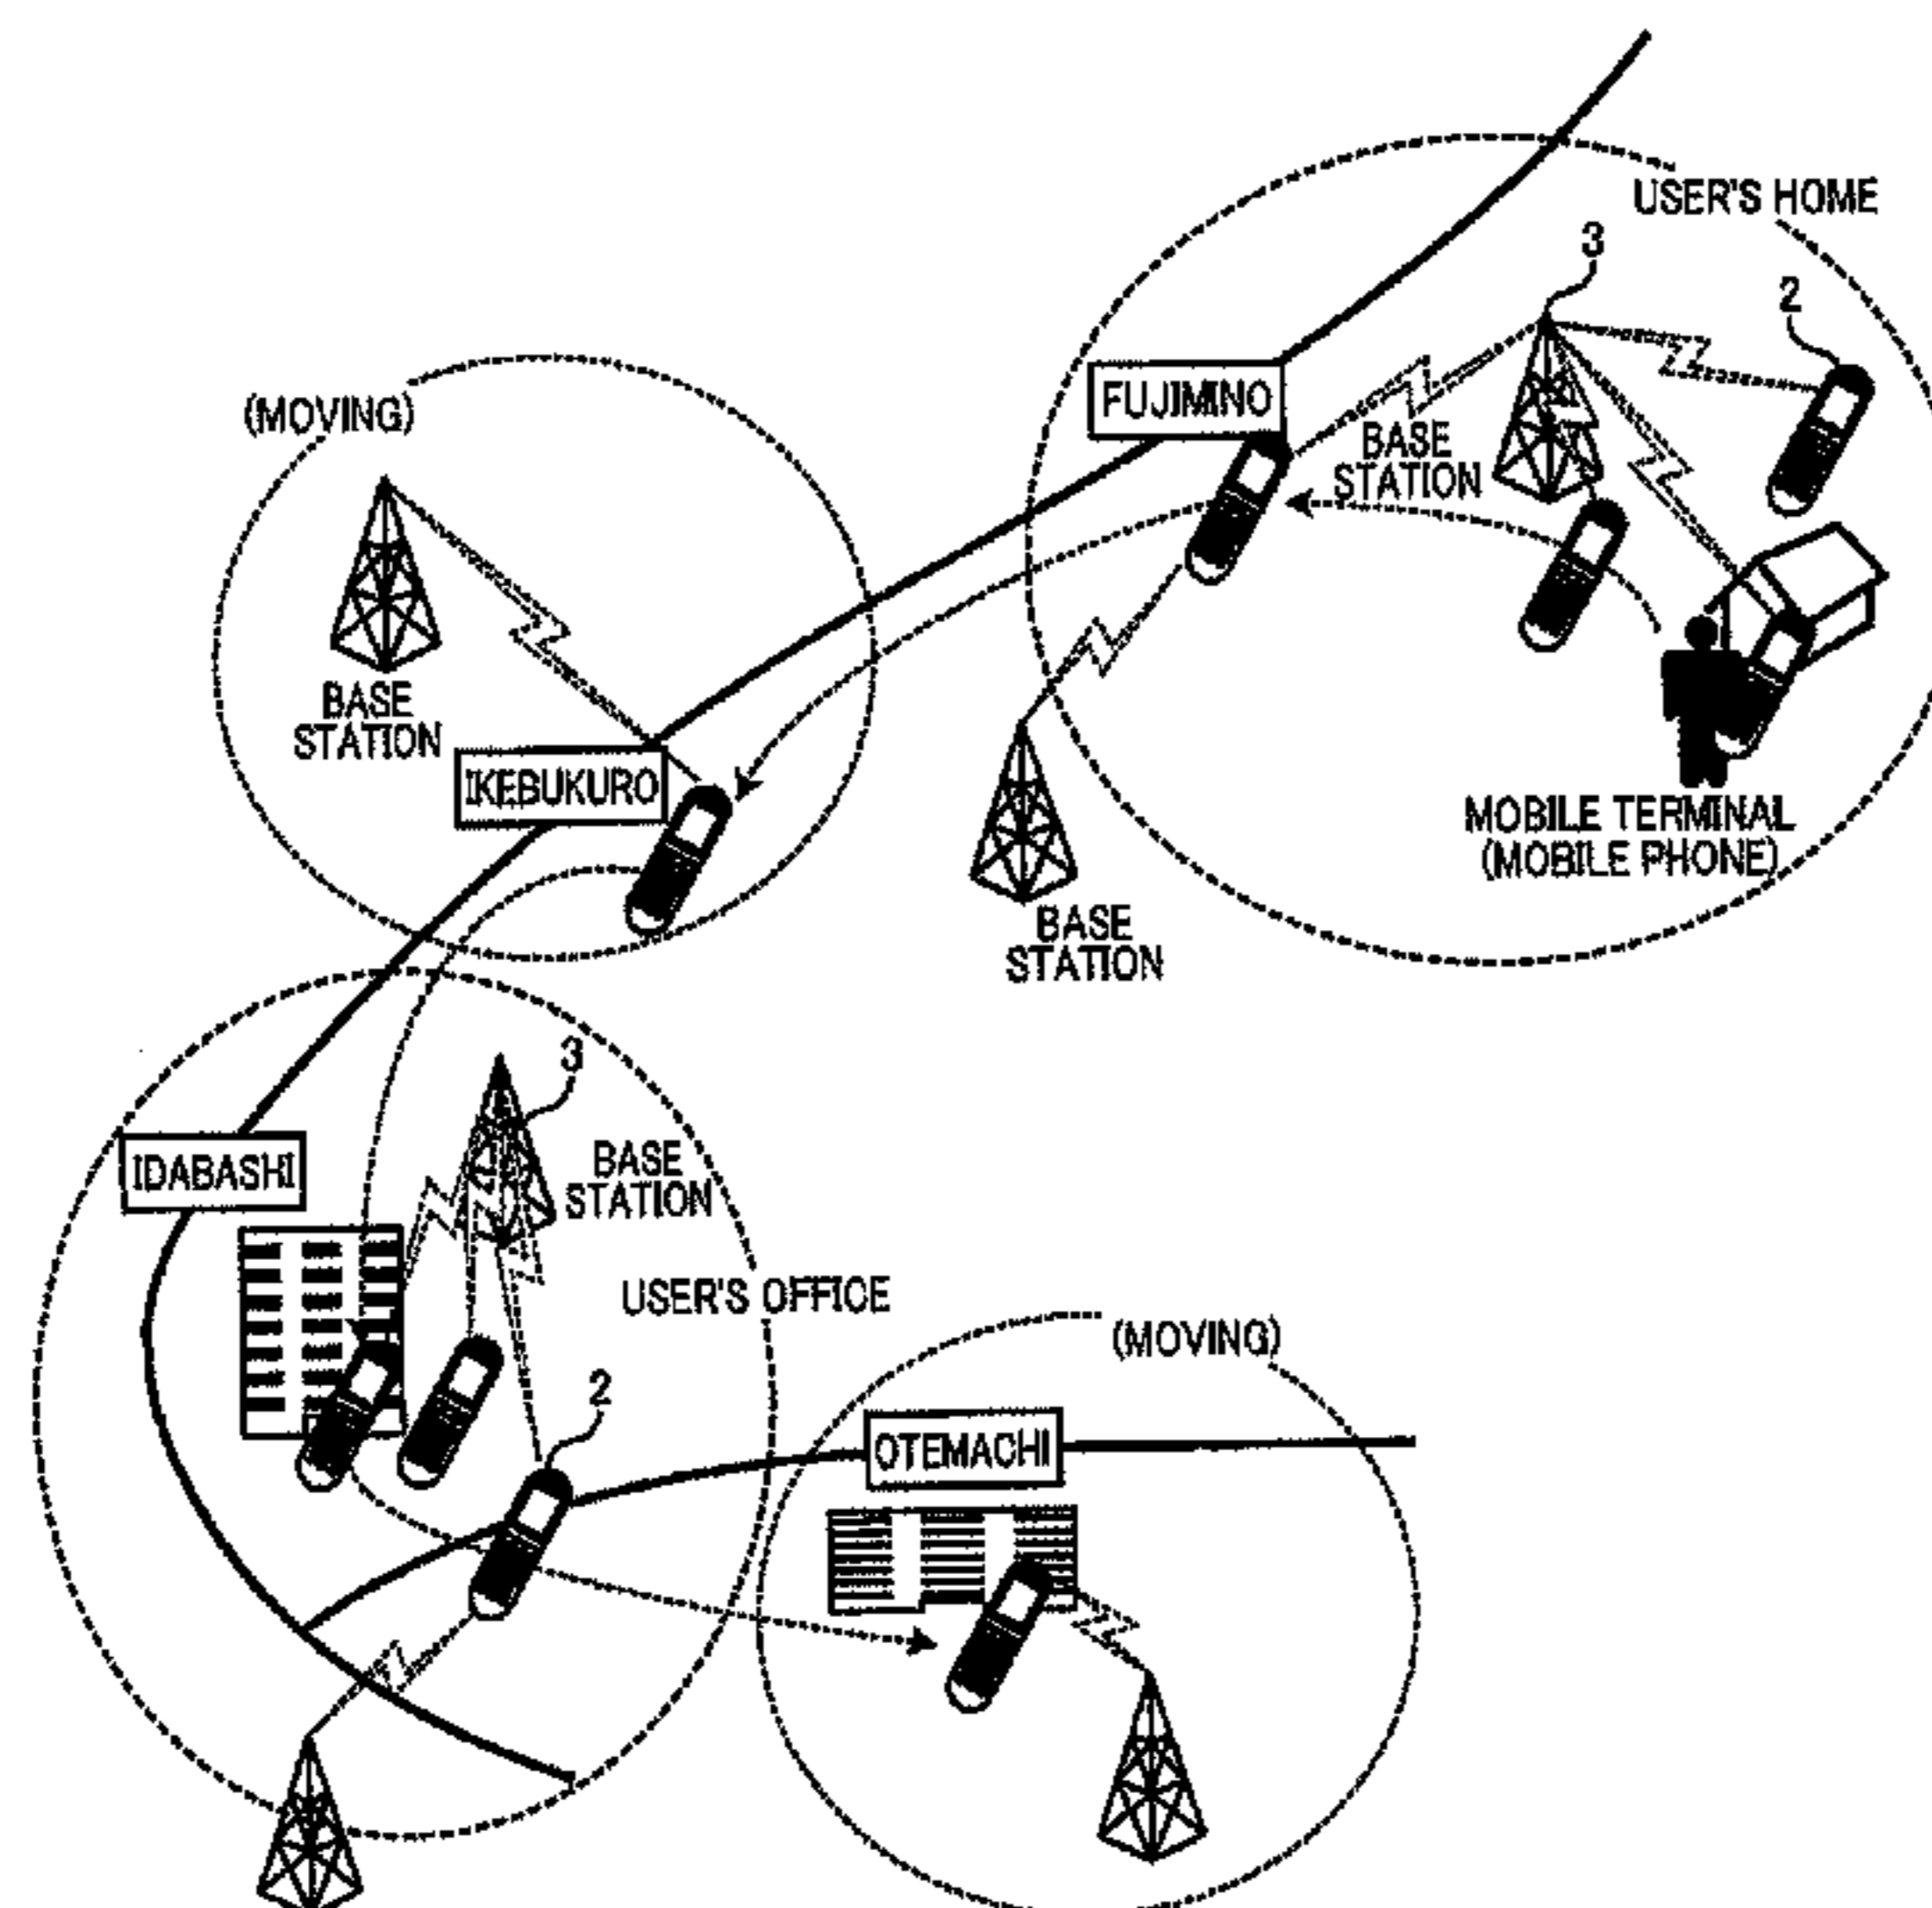 USER'S HOME
3
2
(MOVING)
FUJIMINO
BASE
STATION
BASE
STATION
IKEBUKURO
MOBILE TERMINAL
(MOBILE PHONE)
BASE
STATION
3
IDABASHI
BASE
STATION
USER'S OFFICE
(MOVING)
2
OTEMACHI